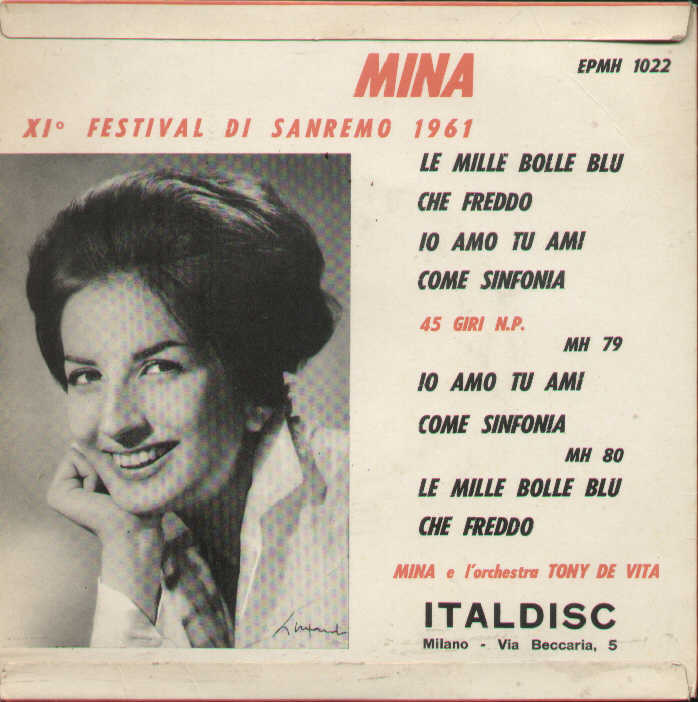 MINA
EPMH 1022
XI° FESTIVAL DI SANREMO 1961
LE MILLE BOLLE BLU
CHE FREDDO
IO AMO TU AMI
COME SINFONIA
45 GIRI N.P.
MH 79
IO AMO TU AMI
COME SINFONIA
MH 80
LE MILLE BOLLE BLU
CHE FREDDO
MINA e l'orchestra TONY DE VITA
ITALDISC
Milano - Via Beccaria, 5